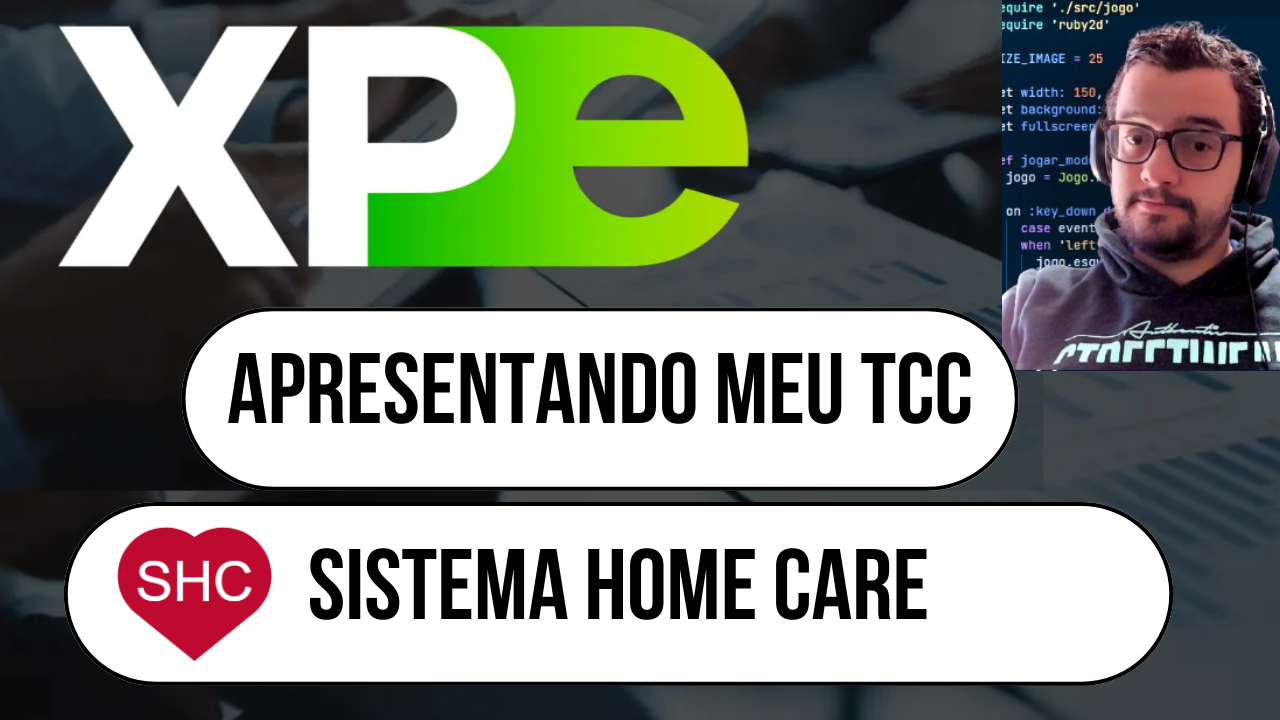 XPe
equire './src/jogo'
equire 'ruby2d'
IZE_IMAGE = 25
et width: 150,
et background:
et fullscreen
ef jogar_mod
jogo = Jogo.
on :key_down d
case event
when 'left
jogo.esq
Authentic
APRESENTANDO MEU TCC
SHC SISTEMA HOME CARE